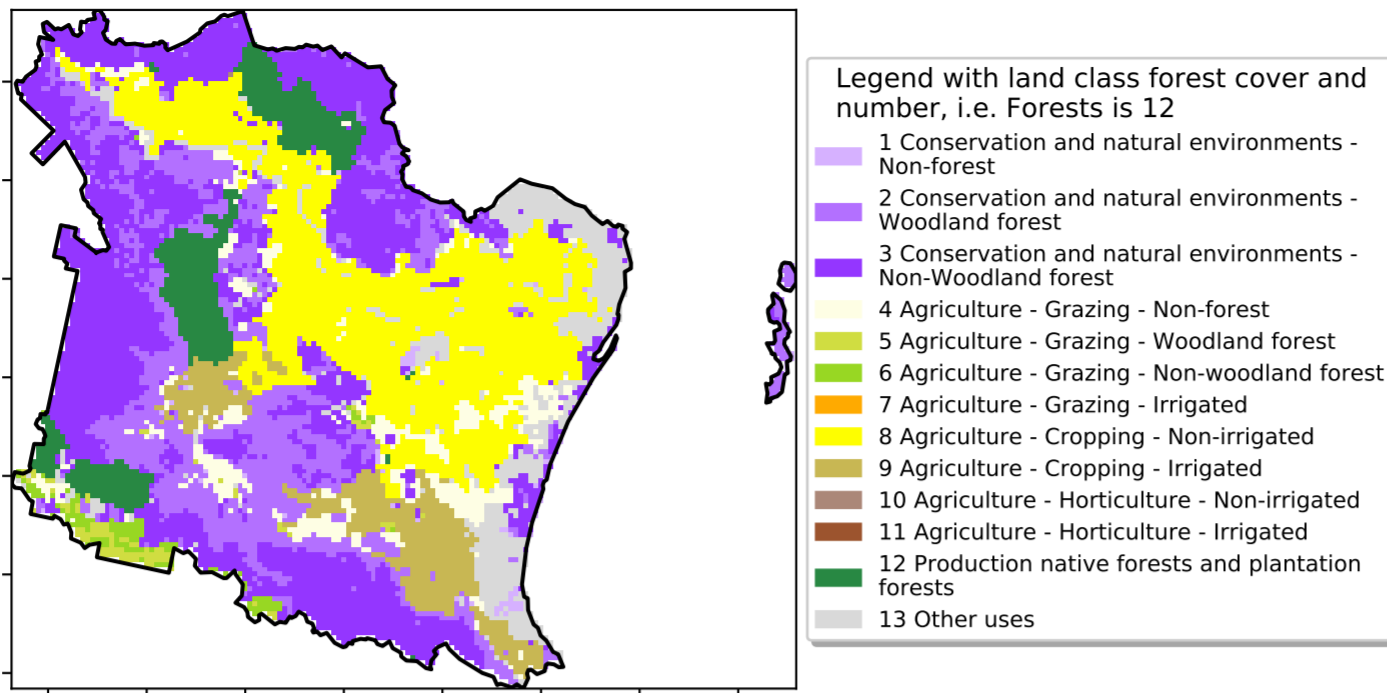 Legend with land class forest cover and
number, i.e. Forests is 12
1 Conservation and natural environments -
Non-forest
2 Conservation and natural environments -
Woodland forest
3 Conservation and natural environments -
Non-Woodland forest
4 Agriculture - Grazing - Non-forest
5 Agriculture - Grazing - Woodland forest
6 Agriculture - Grazing - Non-woodland forest
7 Agriculture - Grazing - Irrigated
8 Agriculture - Cropping - Non-irrigated
9 Agriculture - Cropping - Irrigated
10 Agriculture - Horticulture - Non-irrigated
11 Agriculture - Horticulture - Irrigated
12 Production native forests and plantation
forests
13 Other uses